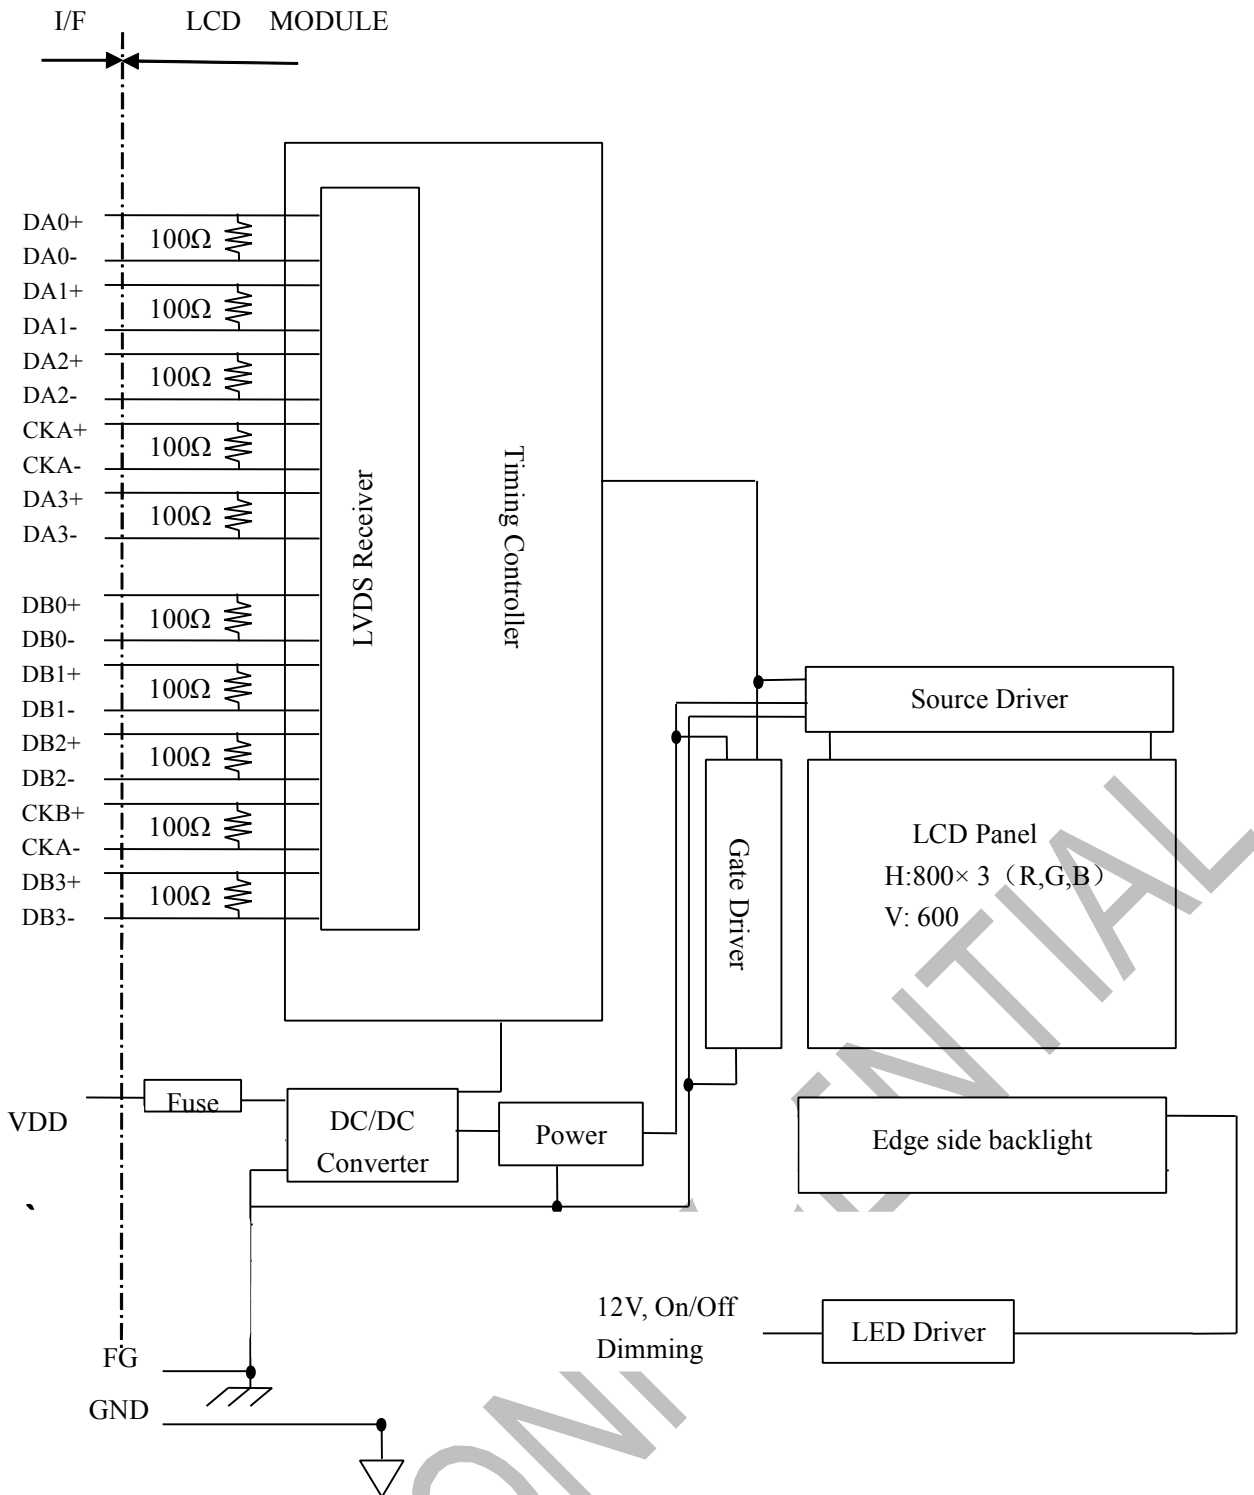 I/F LCD MODULE
DA0+
100Ω
DA0-
DA1+
100Ω
DA1-
DA2+
100Ω
DA2-
CKA+
100Ω
CKA-
DA3+
100Ω
DA3-
DB0+
100Ω
DB0-
DB1+
100Ω
DB1-
DB2+
100Ω
DB2-
CKB+
100Ω
CKA-
DB3+
100Ω
DB3-
LVDS Receiver
Timing Controller
Source Driver
Gate Driver
LCD Panel
H:800× 3（R,G,B）
V: 600
VDD
Fuse
DC/DC
Converter
Power
Edge side backlight
12V, On/Off
Dimming
LED Driver
FG
GND
、